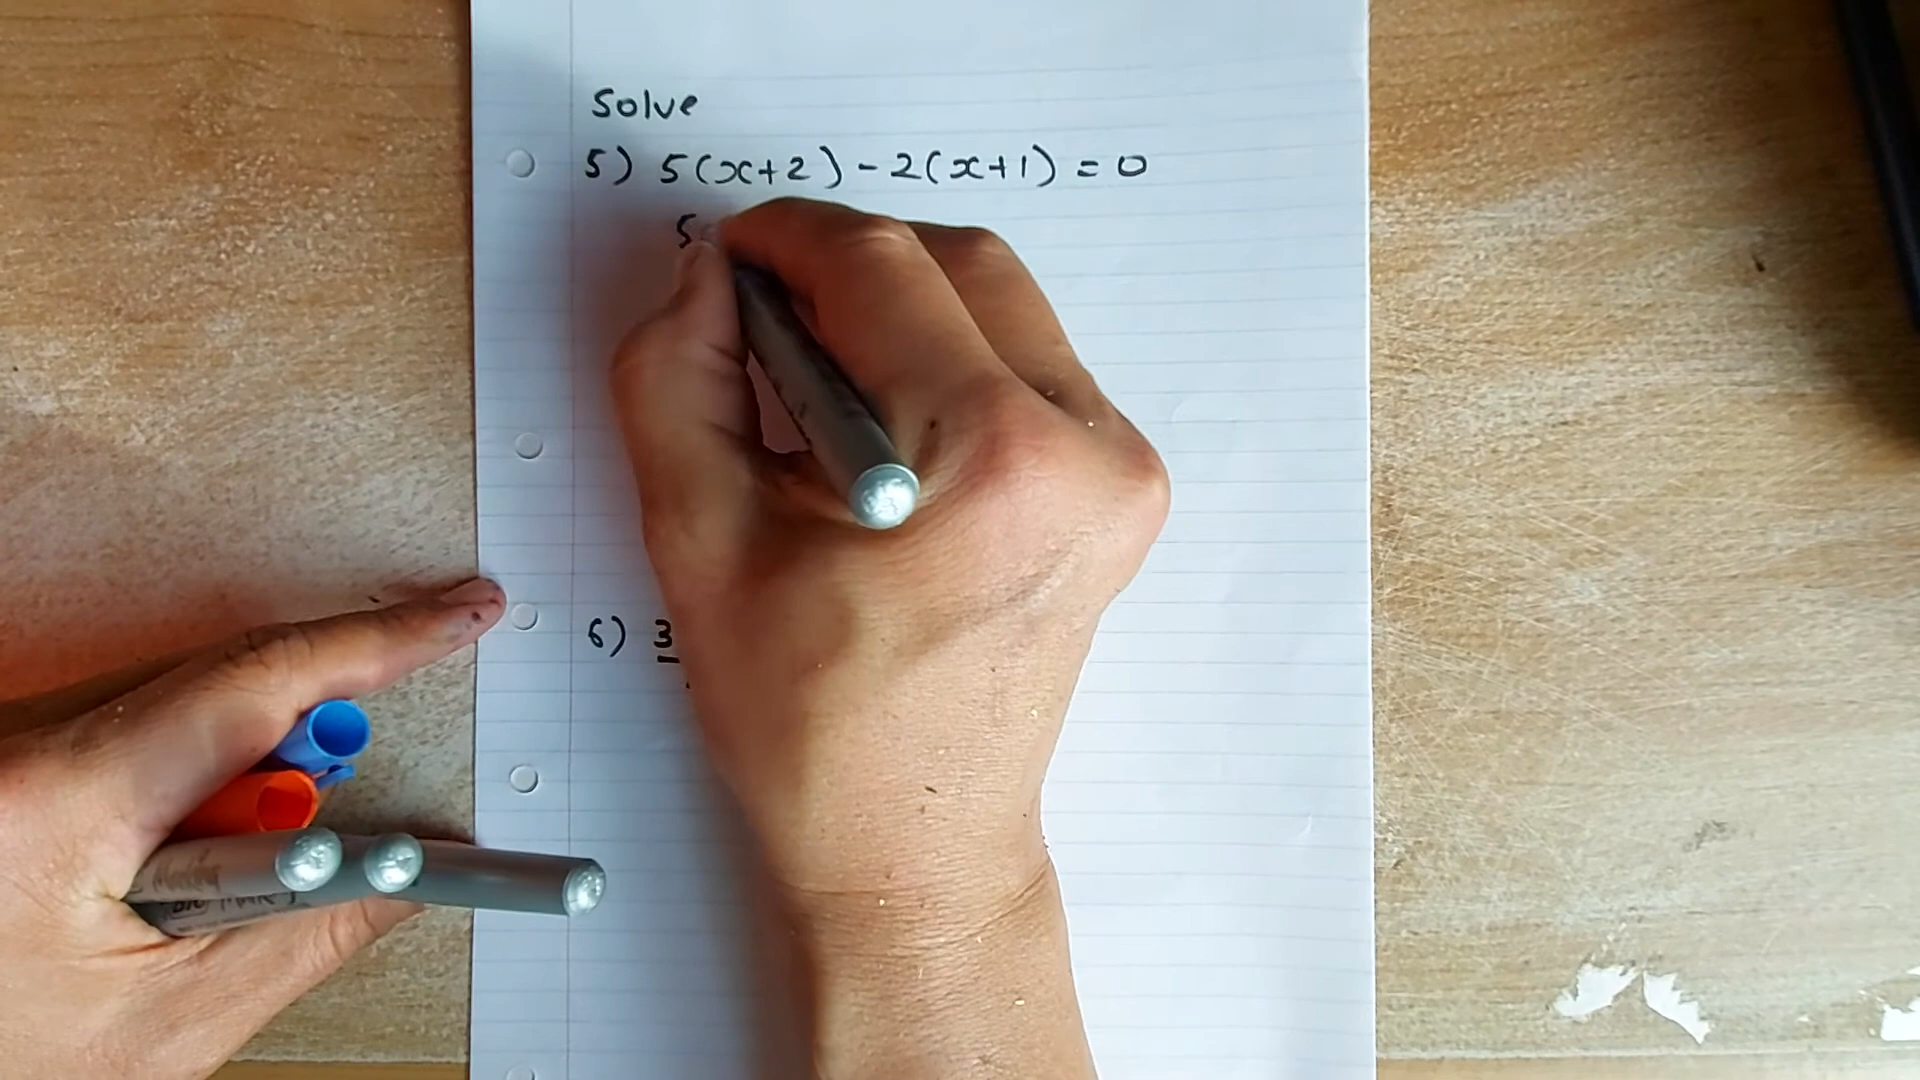 Solve
5) 5(x+2) - 2(x+1) = 0
5
6) 3